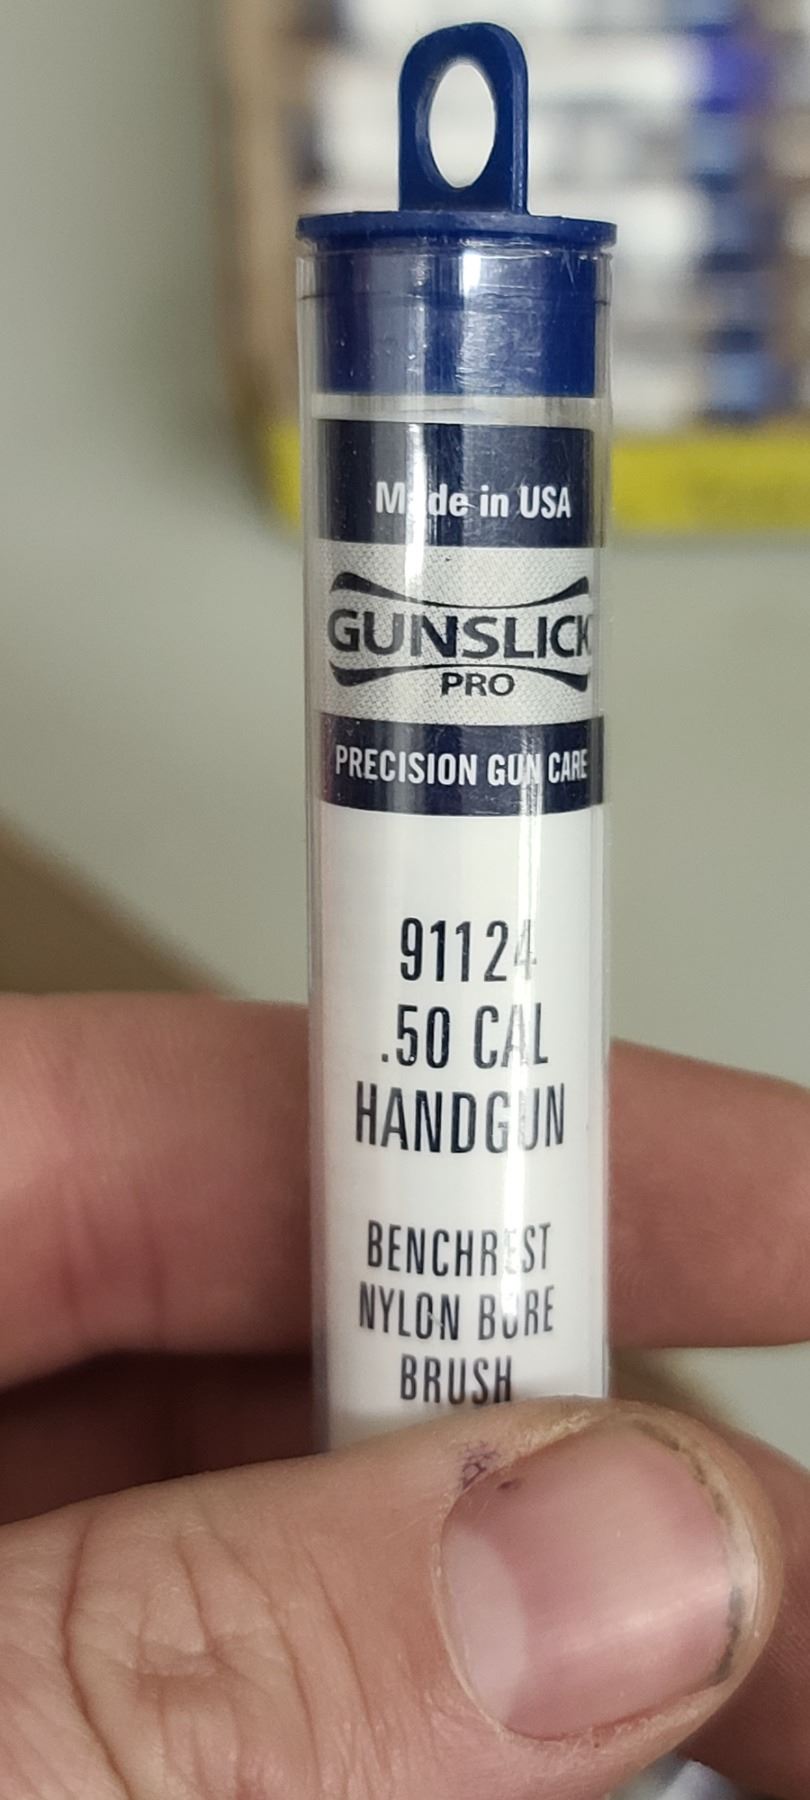 Made in USA
GUNSLICK
PRO
PRECISION GUN CARE
91124
.50 CAL
HANDGUN
BENCHREST
NYLON BORE
BRUSH